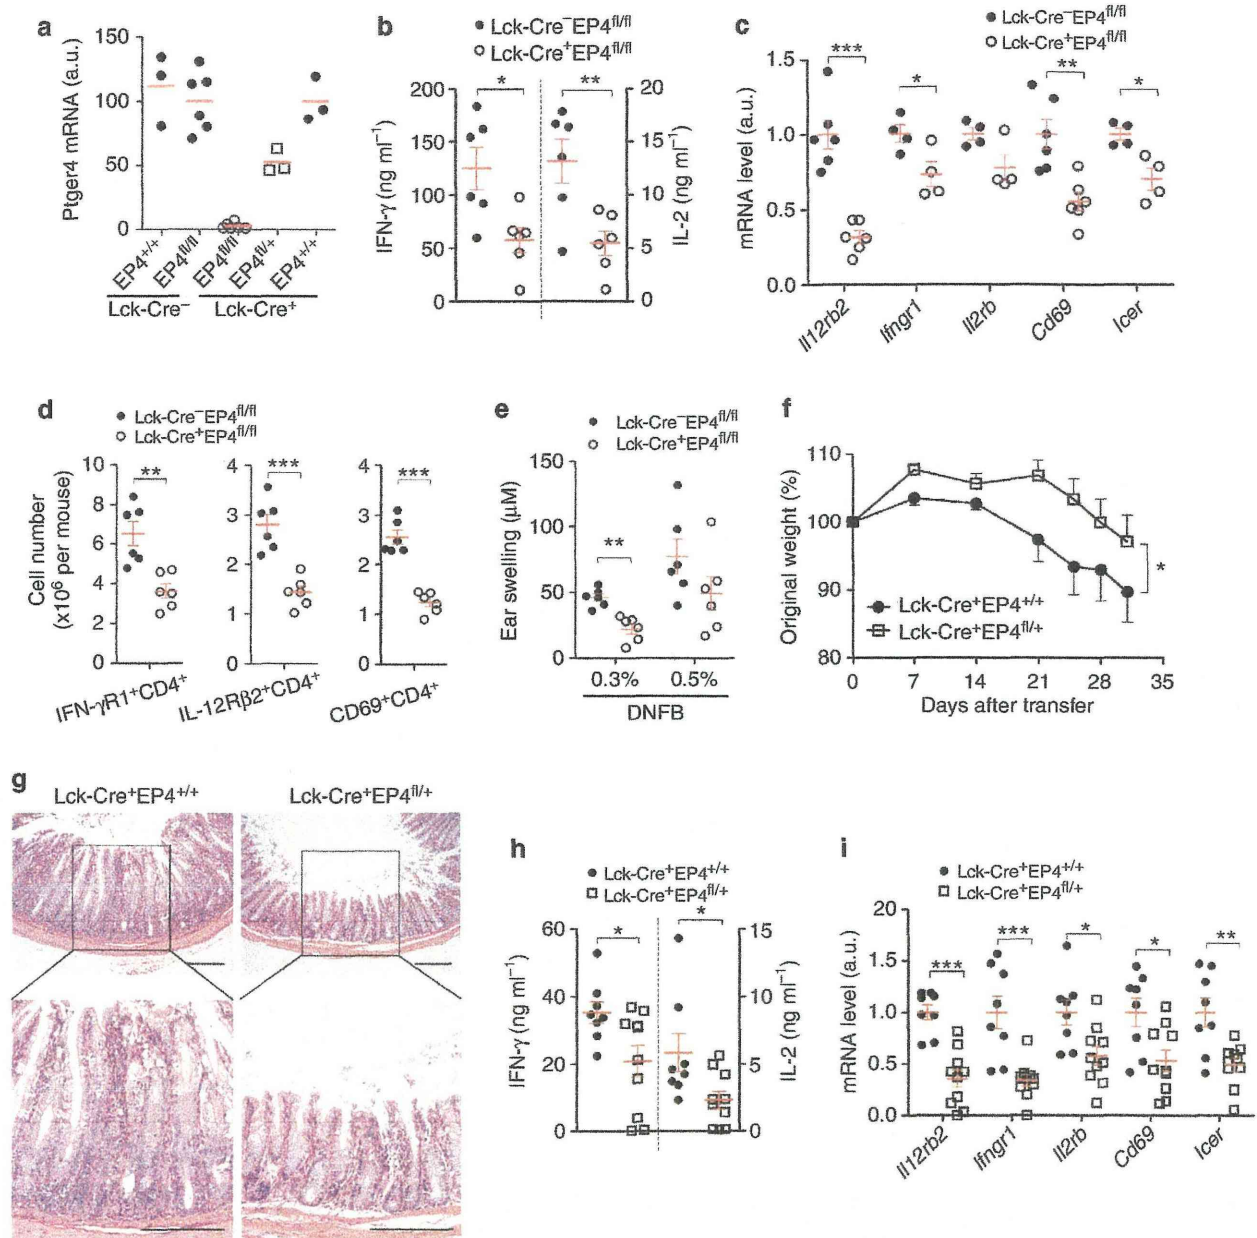 a
Ptger4 mRNA (a.u.)
150
100
50
0
EP4+/+
EP4fl/fl
EP4fl/fl
EP4fl/+
EP4+/+
Lck-Cre–
Lck-Cre+
b
Lck-Cre–EP4fl/fl
Lck-Cre+EP4fl/fl
IFN-γ (ng ml–1)
200
150
100
50
0
*
**
20
15
10
5
0
IL-2 (ng ml–1)
c
Lck-Cre–EP4fl/fl
Lck-Cre+EP4fl/fl
mRNA level (a.u.)
1.5
1.0
0.5
0.0
***
*
**
*
Il12rb2
Ifngr1
Il2rb
Cd69
Icer
d
Lck-Cre–EP4fl/fl
Lck-Cre+EP4fl/fl
Cell number
(x106 per mouse)
10
8
6
4
2
0
**
IFN-γR1+CD4+
4
3
2
1
0
***
IL-12Rβ2+CD4+
4
3
2
1
0
***
CD69+CD4+
e
Lck-Cre–EP4fl/fl
Lck-Cre+EP4fl/fl
Ear swelling (μM)
150
100
50
0
**
0.3%
0.5%
DNFB
f
Original weight (%)
110
100
90
80
*
Lck-Cre+EP4+/+
Lck-Cre+EP4fl/+
0 7 14 21 28 31 35
Days after transfer
g
Lck-Cre+EP4+/+
Lck-Cre+EP4fl/+
h
Lck-Cre+EP4+/+
Lck-Cre+EP4fl/+
IFN-γ (ng ml–1)
60
40
20
0
*
*
15
10
5
0
IL-2 (ng ml–1)
i
Lck-Cre+EP4+/+
Lck-Cre+EP4fl/+
mRNA level (a.u.)
20
1.5
1.0
0.5
0.0
***
***
*
*
**
Il12rb2
Ifngr1
Il2rb
Cd69
Icer